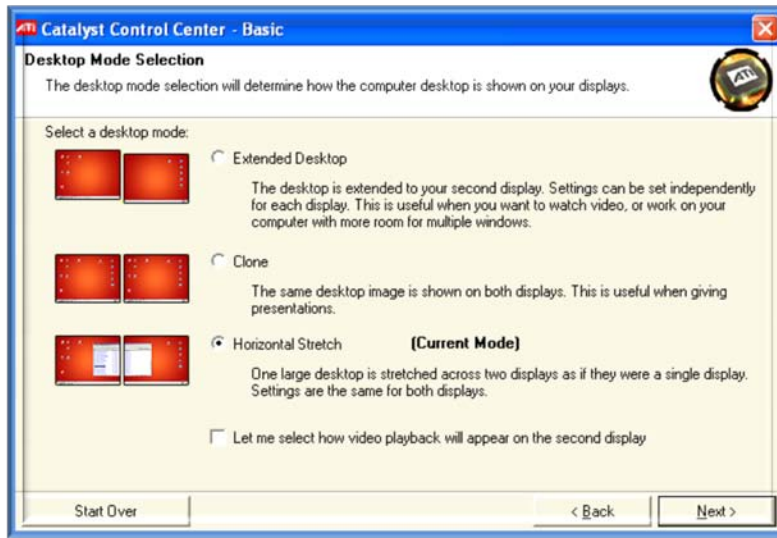 ATI Catalyst Control Center - Basic
Desktop Mode Selection
The desktop mode selection will determine how the computer desktop is shown on your displays.
ATI
Select a desktop mode:
Extended Desktop
The desktop is extended to your second display. Settings can be set independently
for each display. This is useful when you want to watch video, or work on your
computer with more room for multiple windows.
Clone
The same desktop image is shown on both displays. This is useful when giving
presentations.
Horizontal Stretch (Current Mode)
One large desktop is stretched across two displays as if they were a single display.
Settings are the same for both displays.
Let me select how video playback will appear on the second display
Start Over < Back Next >